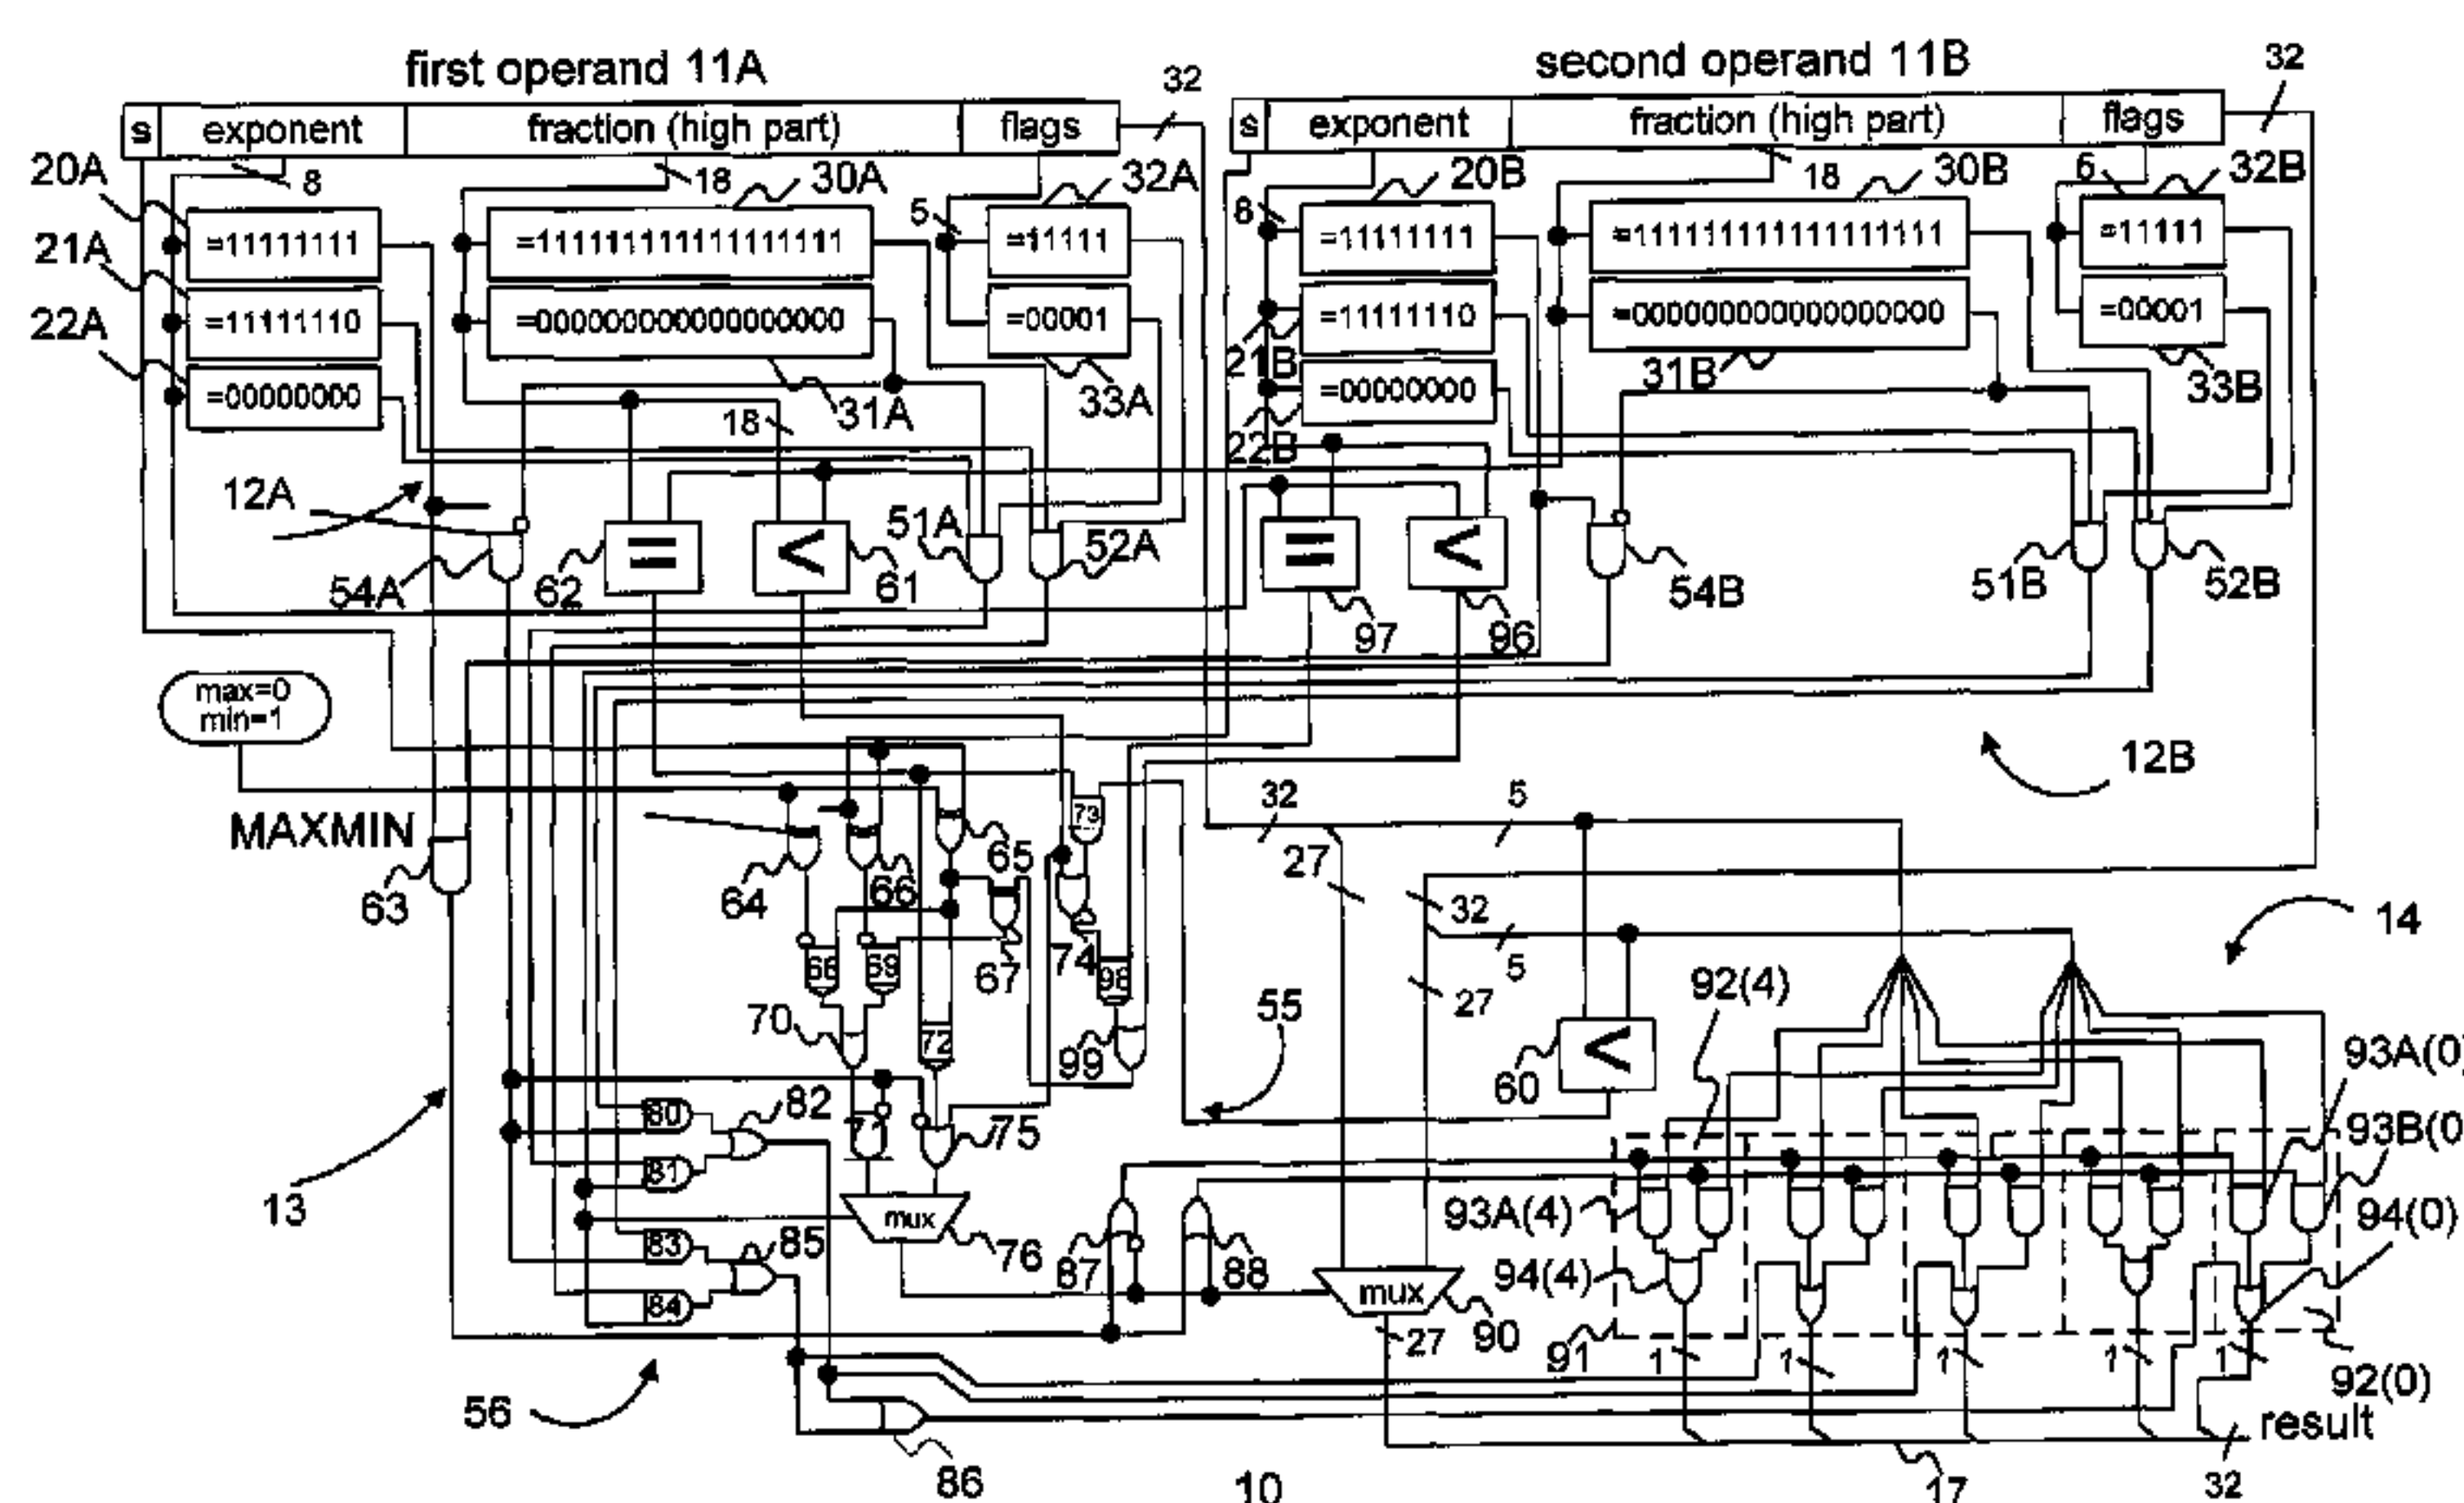 first operand 11A
second operand 11B
32
32
s exponent fraction (high part) flags
s exponent fraction (high part) flags
20A
8
18
30A
32A
20B
18
30B
6
32B
21A
=11111111
5
=11111
8
=11111111
=11111
22A
=11111110
=000000000000000000
=00001
=11111110
=000000000000000000
=00001
21B
=00000000
31A
33A
=00000000
31B
33B
18
22B
12A
51A
52A
54A
62
=
<
61
=
<
54B
51B
52B
97
96
max=0
min=1
12B
MAXMIN
73
32
5
63
64
66
65
27
32
14
69
67
74
98
5
92(4)
70
72
99
55
27
60
<
93A(0)
80
82
75
93B(0
13
81
93A(4)
94(0)
83
85
mux
76
87
88
94(4)
84
mux
90
91
27
1
1
1
1
1
92(0)
56
result
86
10
17
32